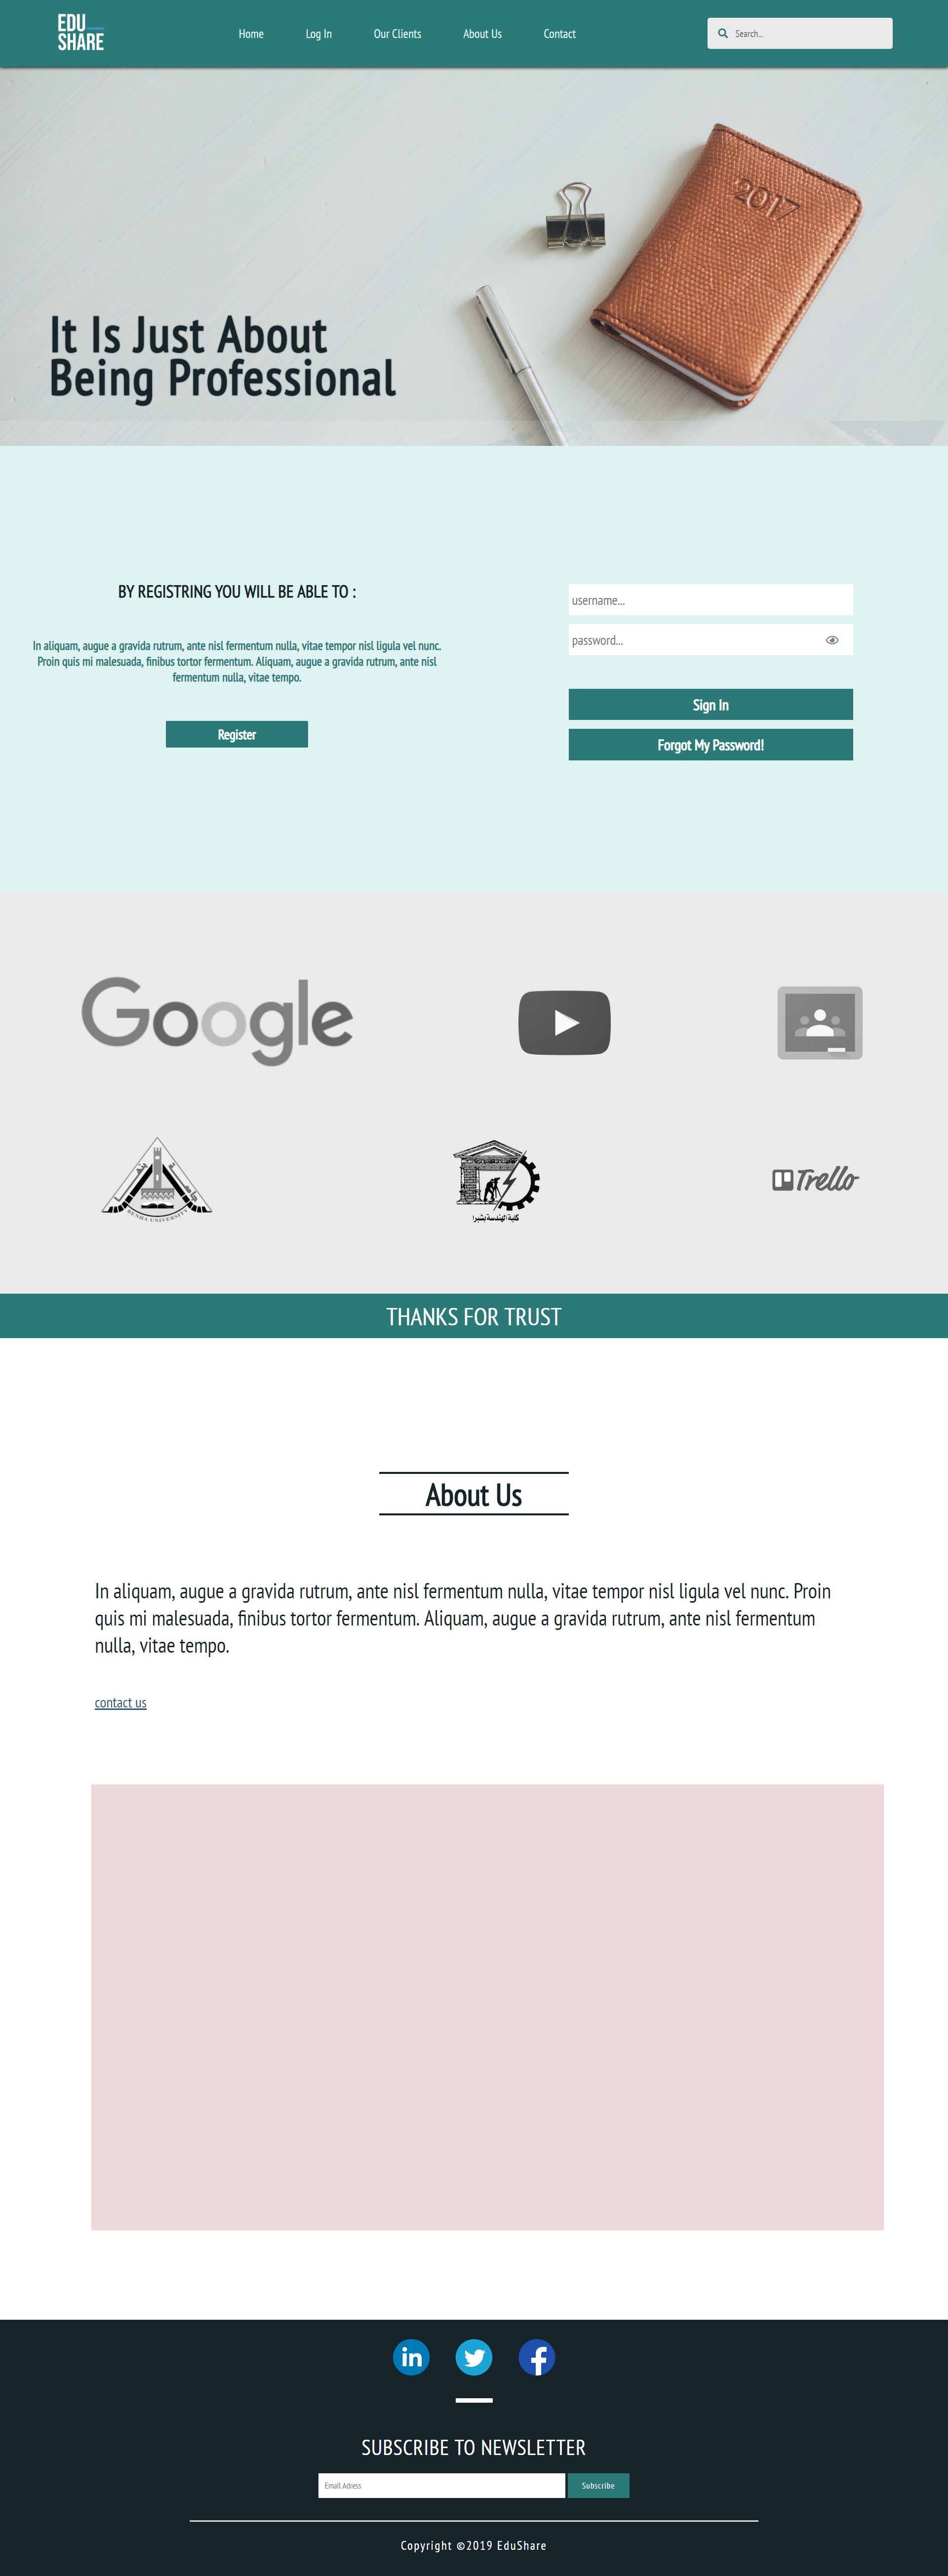 EDU
SHARE
Home
Log In
Our Clients
About Us
Contact
Search...
2017
It Is Just About
Being Professional
BY REGISTRING YOU WILL BE ABLE TO :
In aliquam, augue a gravida rutrum, ante nisl fermentum nulla, vitae tempor nisl ligula vel nunc.
Proin quis mi malesuada, finibus tortor fermentum. Aliquam, augue a gravida rutrum, ante nisl
fermentum nulla, vitae tempo.
Register
username...
password...
Sign In
Forgot My Password!
Google
BENHA UNIVERSITY
كلية الهندسة بشبرا
Trello
THANKS FOR TRUST
About Us
In aliquam, augue a gravida rutrum, ante nisl fermentum nulla, vitae tempor nisl ligula vel nunc. Proin
quis mi malesuada, finibus tortor fermentum. Aliquam, augue a gravida rutrum, ante nisl fermentum
nulla, vitae tempo.
contact us
in
f
SUBSCRIBE TO NEWSLETTER
Email Adress
Subscribe
Copyright ©2019 EduShare